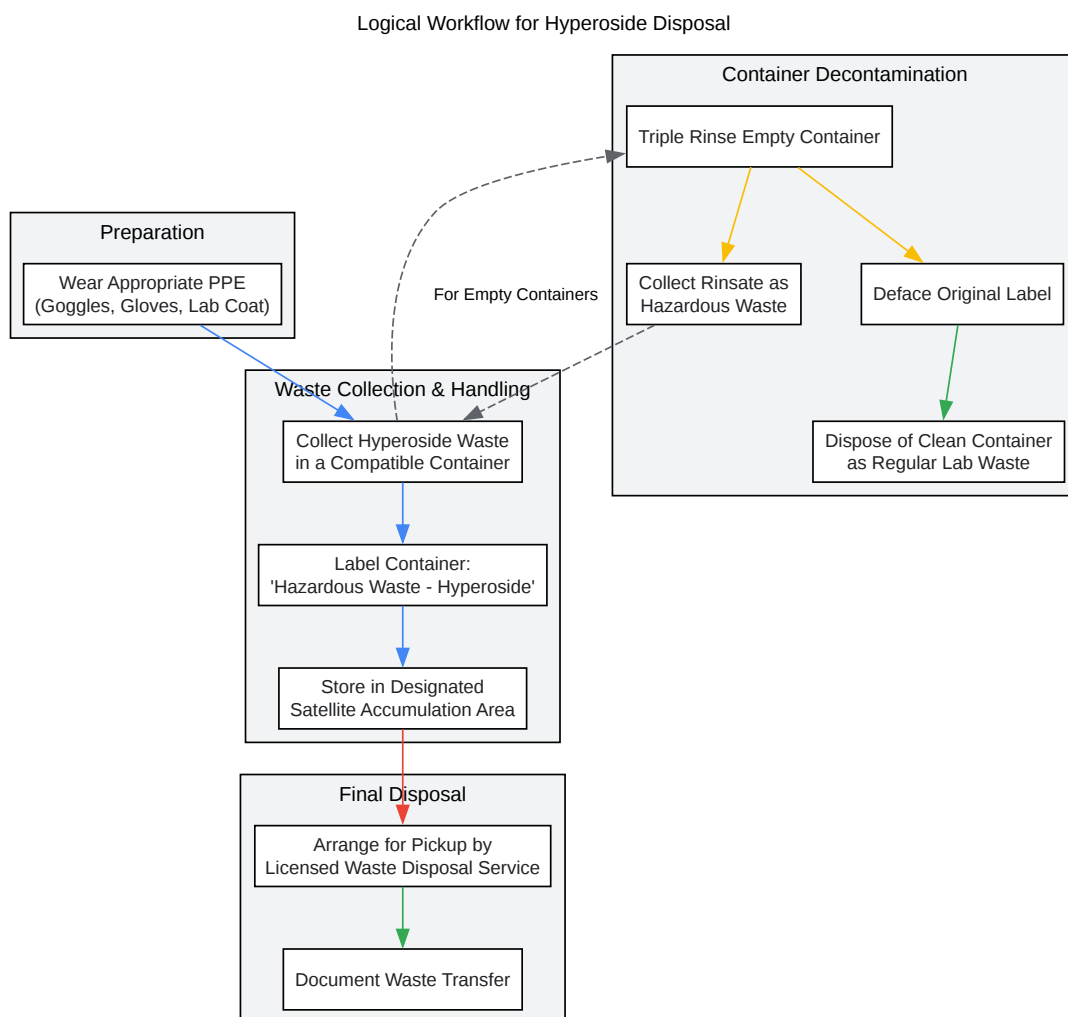 Logical Workflow for Hyperoside Disposal
Container Decontamination
Triple Rinse Empty Container
Preparation
Wear Appropriate PPE
(Goggles, Gloves, Lab Coat)
For Empty Containers
Collect Rinsate as
Hazardous Waste
Deface Original Label
Waste Collection & Handling
Collect Hyperoside Waste
in a Compatible Container
Dispose of Clean Container
as Regular Lab Waste
Label Container:
'Hazardous Waste - Hyperoside'
Store in Designated
Satellite Accumulation Area
Final Disposal
Arrange for Pickup by
Licensed Waste Disposal Service
Document Waste Transfer